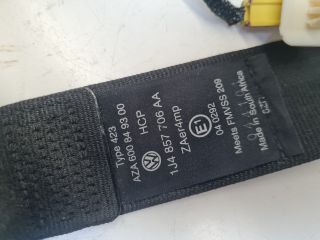 Type 423
AZA 600 84 93 00
HCP
1J4 857 706 AA
ZAer4mp
E1
04 0292
Meets FMVSS 209
Made in South Africa